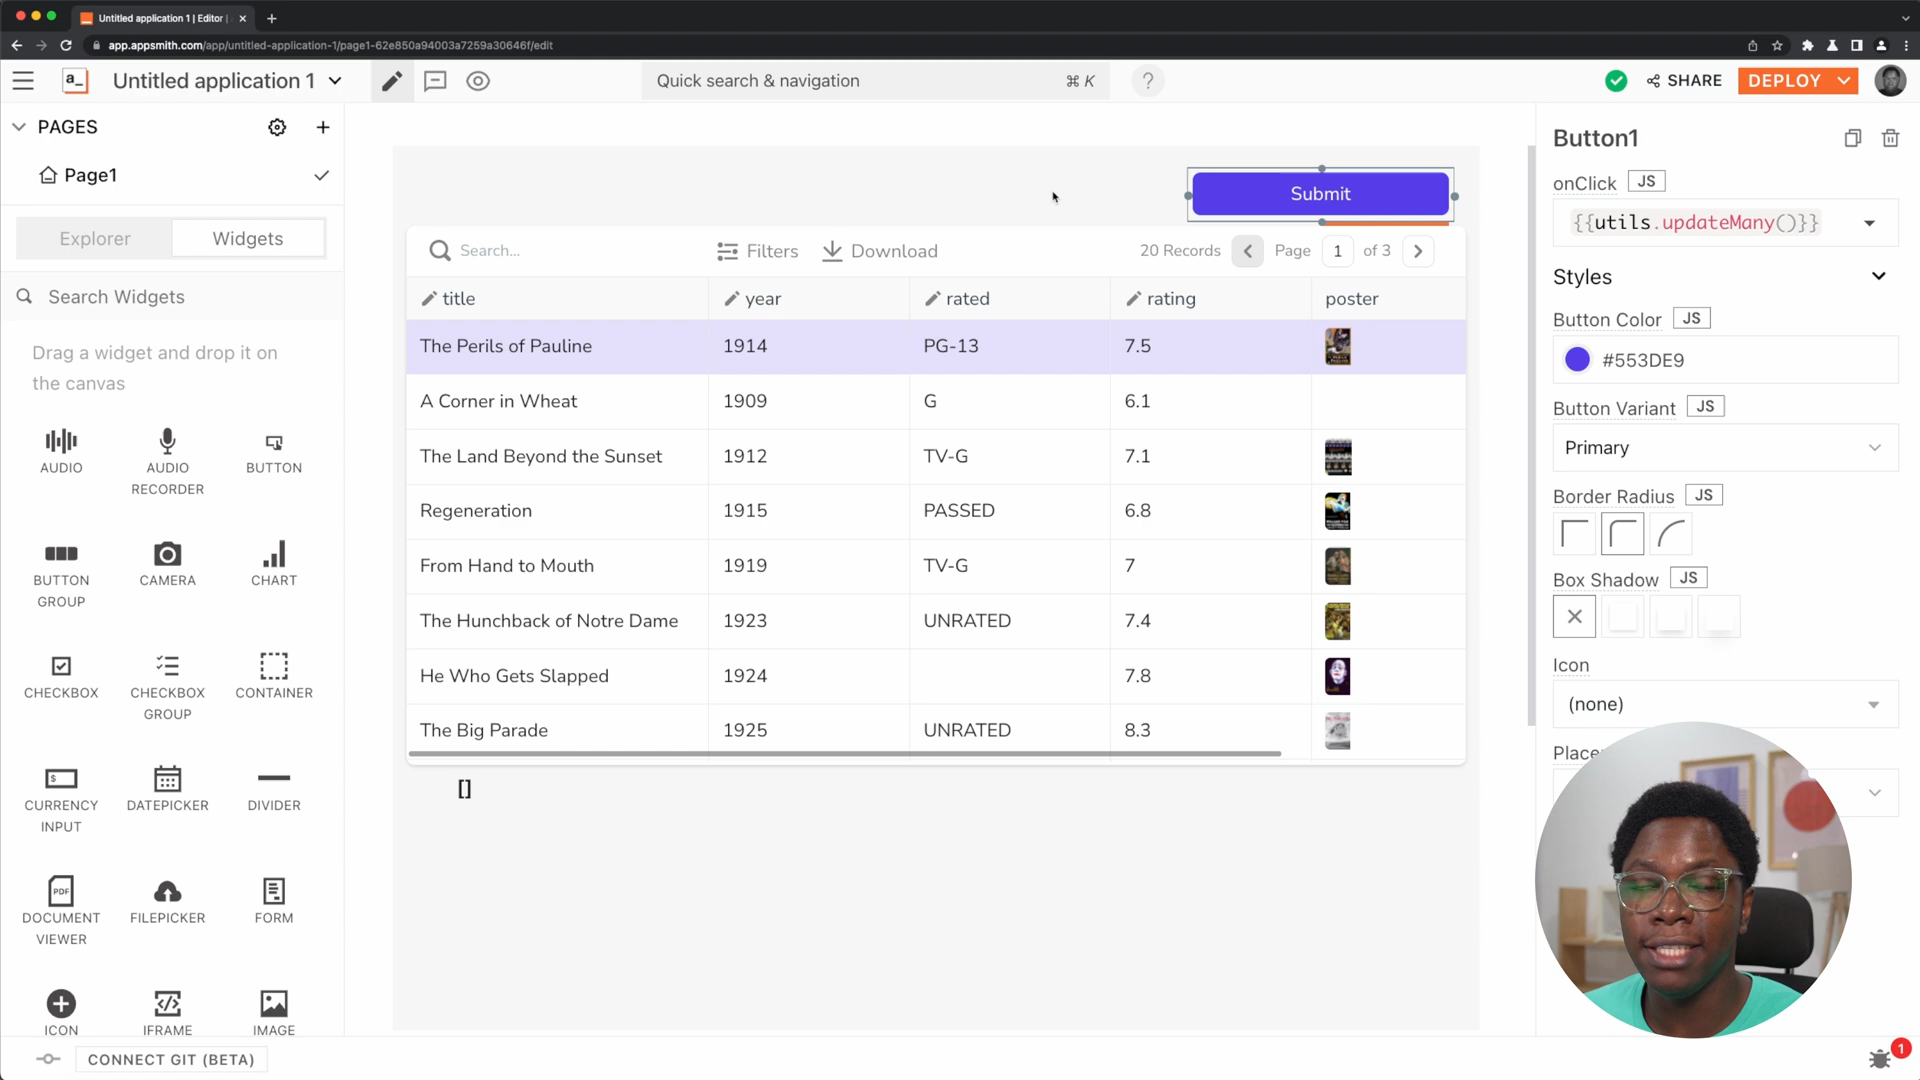 Untitled application 1 | Editor |
app.appsmith.com/app/untitled-application-1/page1-62e850a94003a7259a30646f/edit
a_
Untitled application 1
Quick search & navigation
⌘ K
?
SHARE
DEPLOY
PAGES
Page1
Explorer
Widgets
Search Widgets
Drag a widget and drop it on
the canvas
AUDIO
AUDIO
RECORDER
BUTTON
BUTTON
GROUP
CAMERA
CHART
CHECKBOX
CHECKBOX
GROUP
CONTAINER
CURRENCY
INPUT
DATEPICKER
DIVIDER
PDF
DOCUMENT
VIEWER
FILEPICKER
FORM
ICON
IFRAME
IMAGE
CONNECT GIT (BETA)
Submit
Search...
Filters
Download
20 Records
Page
1
of 3
title year rated rating poster
The Perils of Pauline 1914 PG-13 7.5
A Corner in Wheat 1909 G 6.1
The Land Beyond the Sunset 1912 TV-G 7.1
Regeneration 1915 PASSED 6.8
From Hand to Mouth 1919 TV-G 7
The Hunchback of Notre Dame 1923 UNRATED 7.4
He Who Gets Slapped 1924 7.8
The Big Parade 1925 UNRATED 8.3
[]
Button1
onClick JS
{{utils.updateMany()}}
Styles
Button Color JS
#553DE9
Button Variant JS
Primary
Border Radius JS
Box Shadow JS
Icon
(none)
1